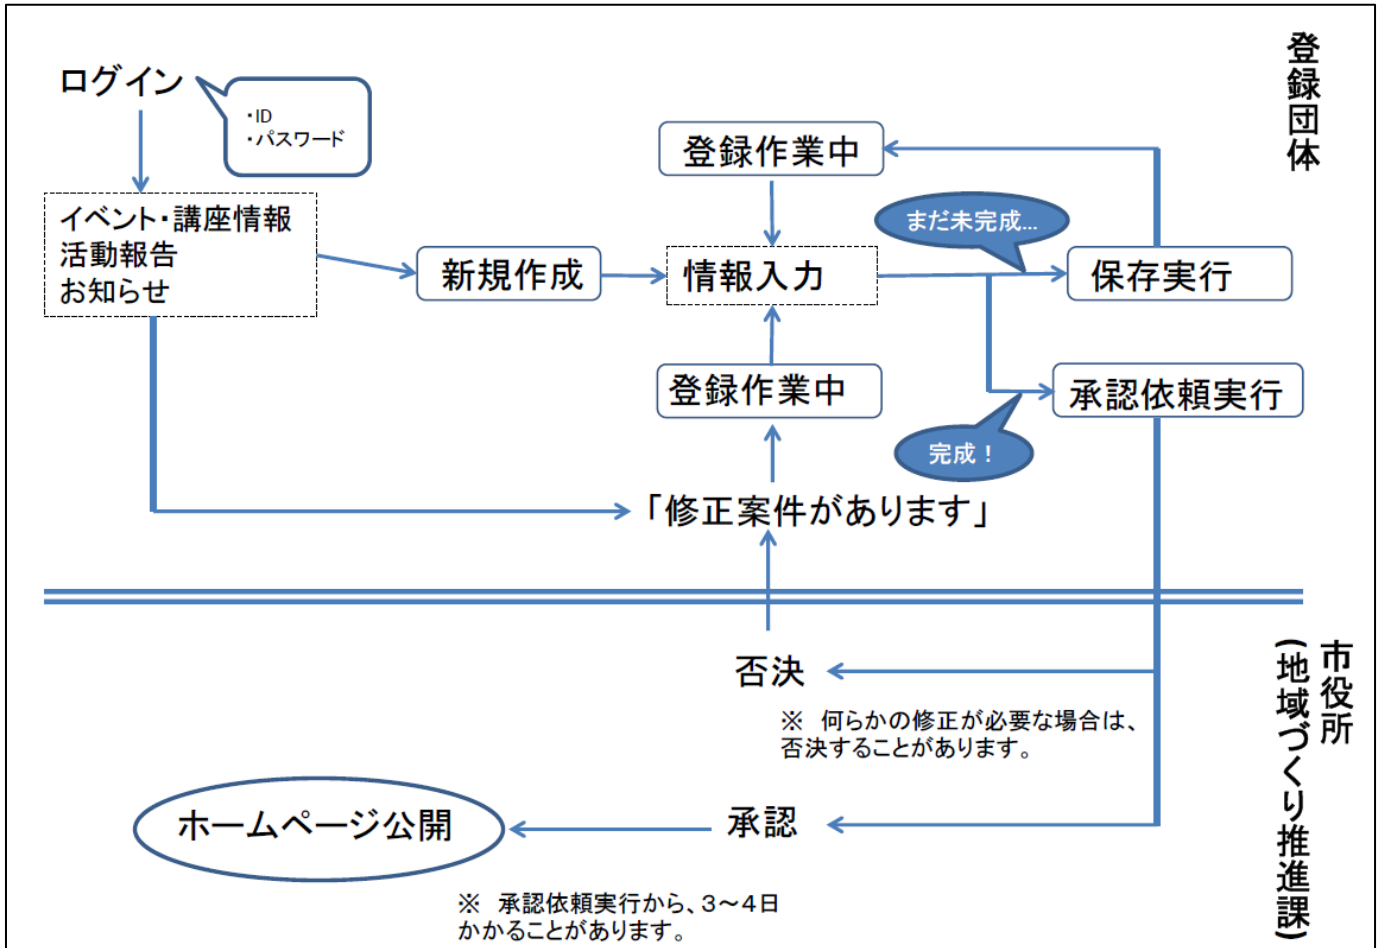 登録団体
ログイン
・ID
・パスワード
登録作業中
まだ未完成...
イベント・講座情報
活動報告
お知らせ
新規作成
情報入力
保存実行
登録作業中
承認依頼実行
完成！
「修正案件があります」
市役所
(地域づくり推進課)
否決
※　何らかの修正が必要な場合は、
否決することがあります。
ホームページ公開
承認
※　承認依頼実行から、３～４日
かかることがあります。